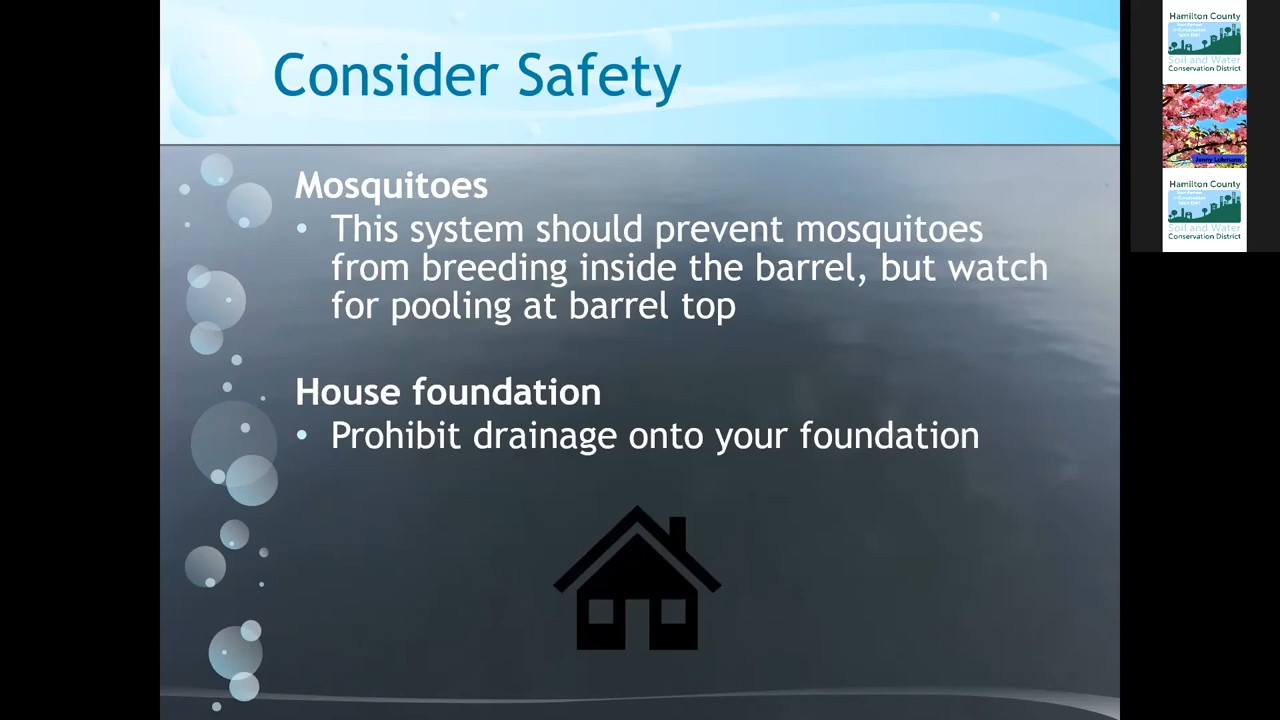 Consider Safety
Mosquitoes
• This system should prevent mosquitoes
from breeding inside the barrel, but watch
for pooling at barrel top
House foundation
• Prohibit drainage onto your foundation
Hamilton County
Soil and Water
Conservation District
Jenny Lohmann
Hamilton County
Soil and Water
Conservation District